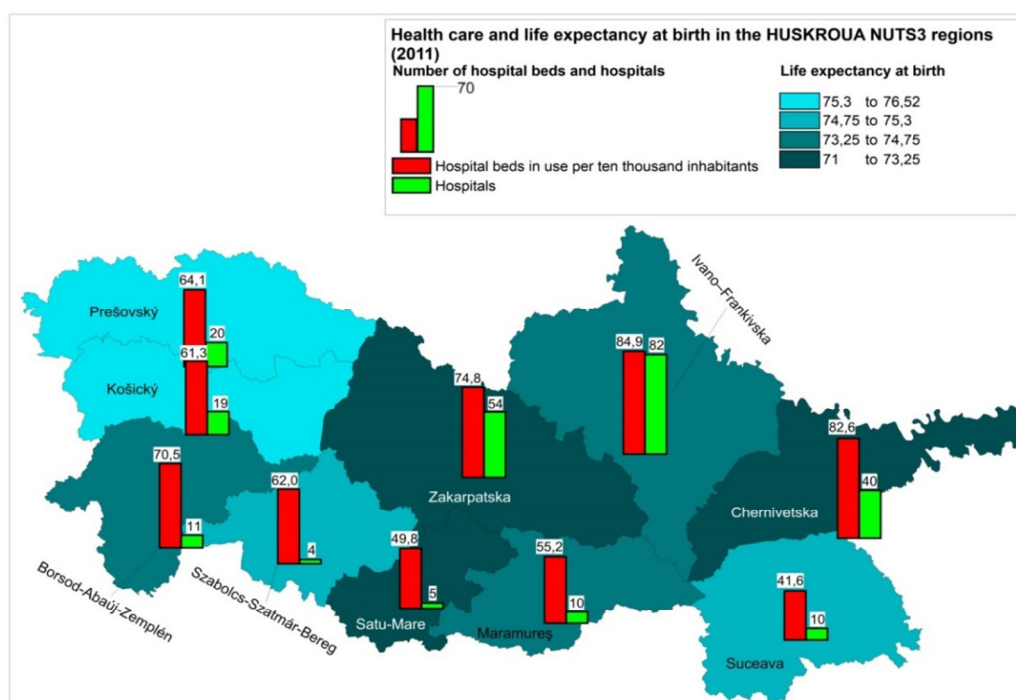 Health care and life expectancy at birth in the HUSKROUA NUTS3 regions
(2011)
Number of hospital beds and hospitals
70
Hospital beds in use per ten thousand inhabitants
Hospitals
Life expectancy at birth
75,3 to 76,52
74,75 to 75,3
73,25 to 74,75
71 to 73,25
Ivano-Frankivska
84,9
82
64,1
20
Prešovský
61,3
19
Košický
74,8
54
Zakarpatska
82,6
40
Chernivetska
70,5
11
Borsod-Abaúj-Zemplén
62,0
4
Szabolcs-Szatmár-Bereg
49,8
5
Satu-Mare
55,2
10
Maramureş
41,6
10
Suceava